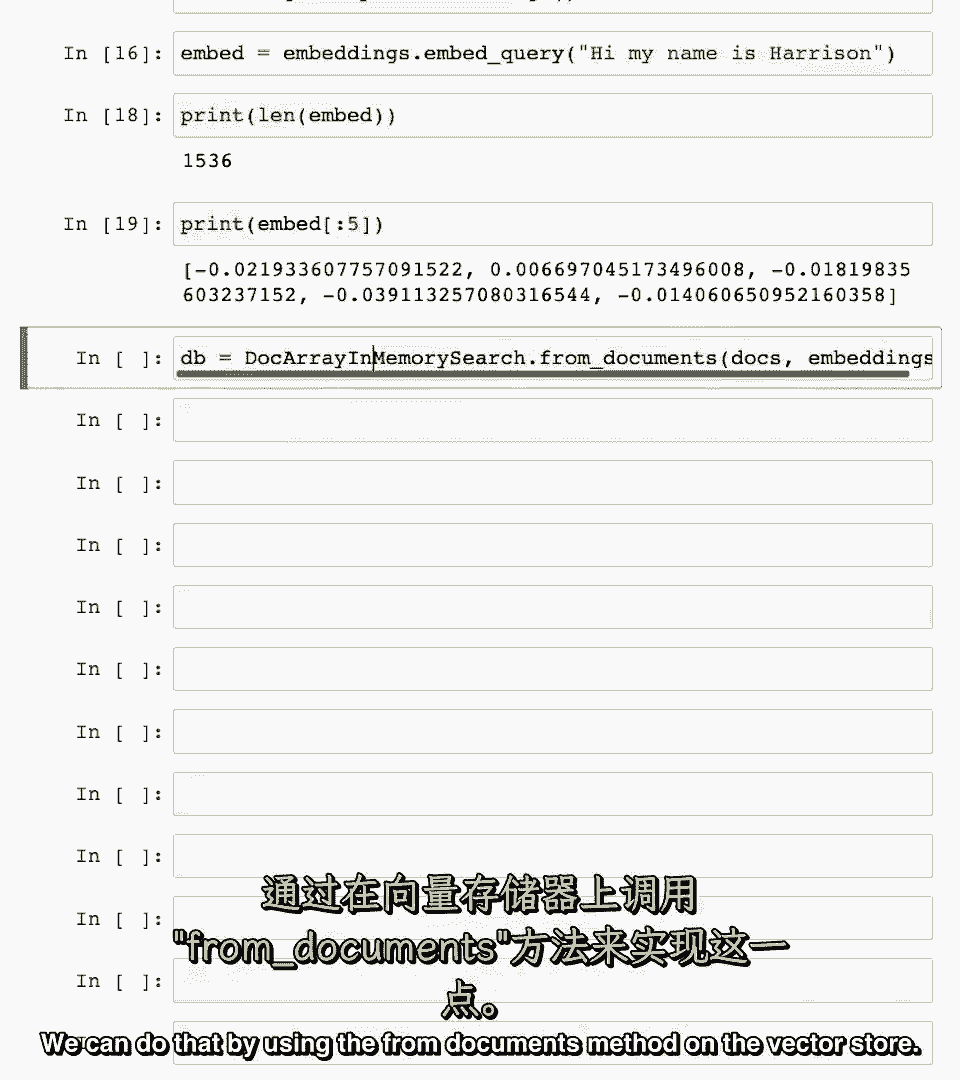 In [16]: embed = embeddings.embed_query("Hi my name is Harrison")
In [18]: print(len(embed))
1536
In [19]: print(embed[:5])
[-0.021933607757091522, 0.006697045173496008, -0.01819835
603237152, -0.039113257080316544, -0.014060650952160358]
In [ ]: db = DocArrayInMemorySearch.from_documents(docs, embeddings
In [ ]:
In [ ]:
In [ ]:
In [ ]:
In [ ]:
In [ ]:
In [ ]:
In [ ]:
In [ ]:
In [ ]:
通过在向量存储器上调用
"from_documents"方法来实现这一
点。
We can do that by using the from documents method on the vector store.